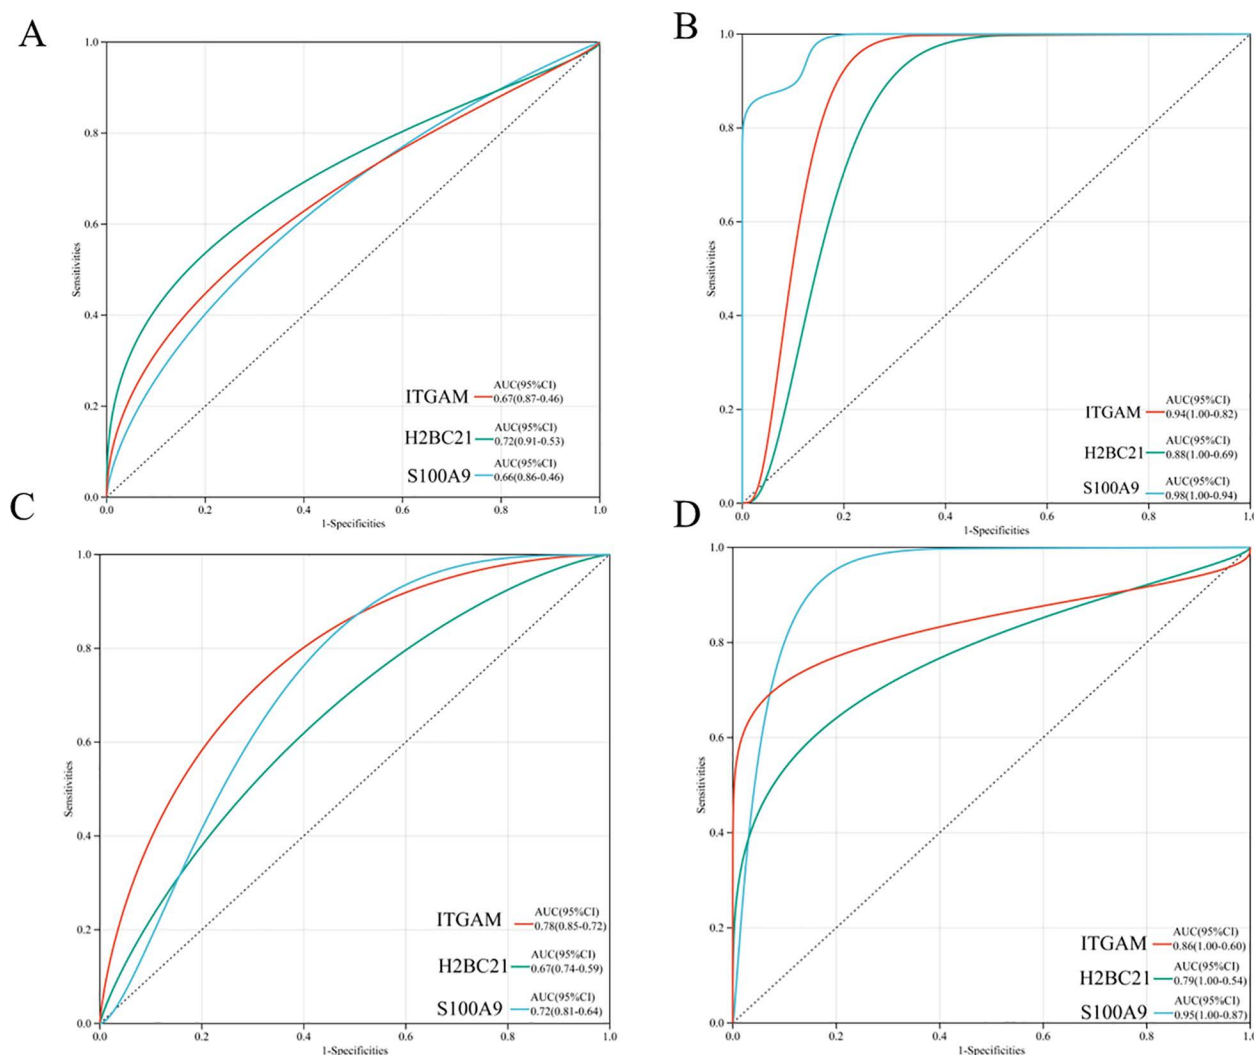 A
1.0
0.8
0.6
0.4
0.2
0.0
Sensitivities
0.0
0.2
0.4
0.6
0.8
1.0
1-Specificities
AUC(95%CI)
ITGAM 0.67(0.87-0.46)
AUC(95%CI)
H2BC21 0.72(0.91-0.53)
AUC(95%CI)
S100A9 0.66(0.86-0.46)
B
1.0
0.8
0.6
0.4
0.2
0.0
Sensitivities
0.0
0.2
0.4
0.6
0.8
1.0
1-Specificities
AUC(95%CI)
ITGAM 0.94(1.00-0.82)
AUC(95%CI)
H2BC21 0.88(1.00-0.69)
AUC(95%CI)
S100A9 0.98(1.00-0.94)
C
1.0
0.8
0.6
0.4
0.2
0.0
Sensitivities
0.0
0.2
0.4
0.6
0.8
1.0
1-Specificities
AUC(95%CI)
ITGAM 0.78(0.85-0.72)
AUC(95%CI)
H2BC21 0.67(0.74-0.59)
AUC(95%CI)
S100A9 0.72(0.81-0.64)
D
1.0
0.8
0.6
0.4
0.2
0.0
Sensitivities
0.0
0.2
0.4
0.6
0.8
1.0
1-Specificities
AUC(95%CI)
ITGAM 0.86(1.00-0.60)
AUC(95%CI)
H2BC21 0.79(1.00-0.54)
AUC(95%CI)
S100A9 0.95(1.00-0.87)